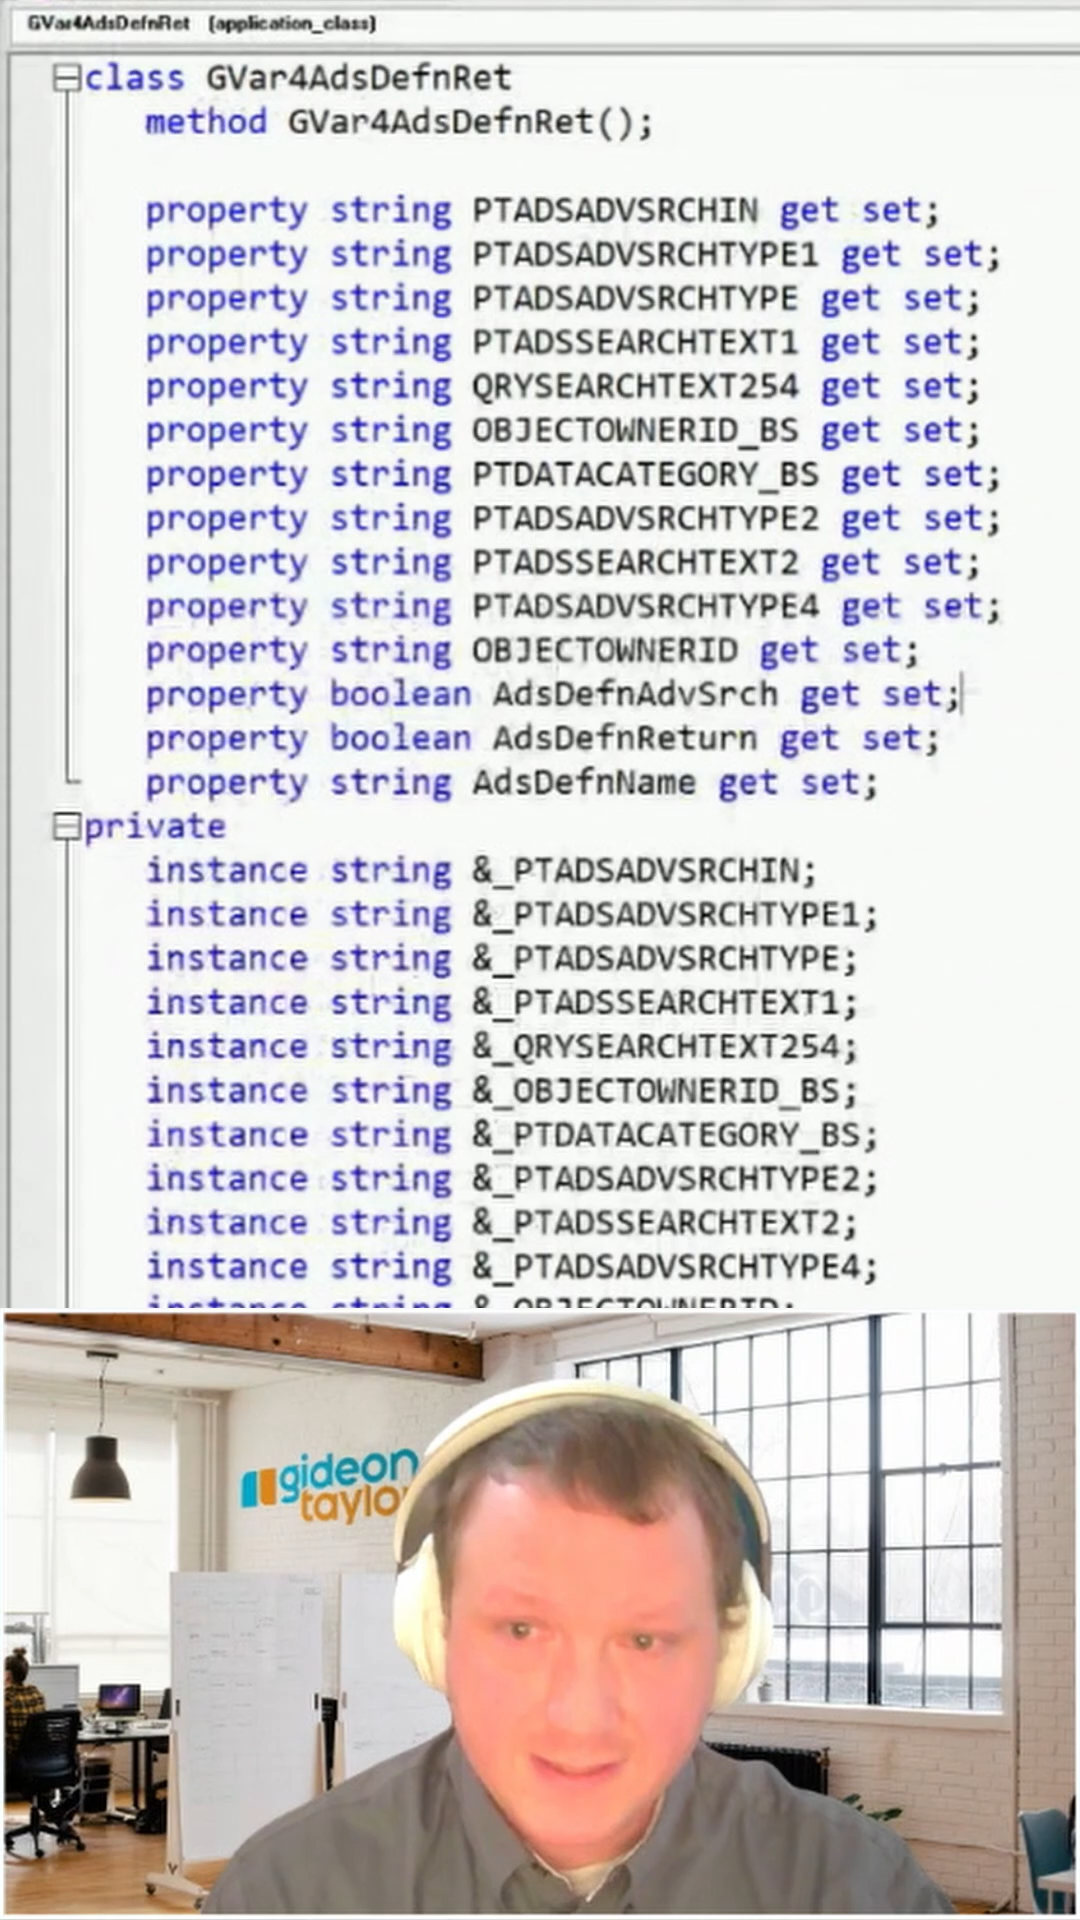 GVar4AdsDefnRet (application_class)
class GVar4AdsDefnRet
method GVar4AdsDefnRet();
property string PTADSADVSRCHIN get set;
property string PTADSADVSRCHTYPE1 get set;
property string PTADSADVSRCHTYPE get set;
property string PTADSSEARCHTEXT1 get set;
property string QRYSEARCHTEXT254 get set;
property string OBJECTOWNERID_BS get set;
property string PTDATACATEGORY_BS get set;
property string PTADSADVSRCHTYPE2 get set;
property string PTADSSEARCHTEXT2 get set;
property string PTADSADVSRCHTYPE4 get set;
property string OBJECTOWNERID get set;
property boolean AdsDefnAdvSrch get set;
property boolean AdsDefnReturn get set;
property string AdsDefnName get set;
private
instance string &_PTADSADVSRCHIN;
instance string &_PTADSADVSRCHTYPE1;
instance string &_PTADSADVSRCHTYPE;
instance string &_PTADSSEARCHTEXT1;
instance string &_QRYSEARCHTEXT254;
instance string &_OBJECTOWNERID_BS;
instance string &_PTDATACATEGORY_BS;
instance string &_PTADSADVSRCHTYPE2;
instance string &_PTADSSEARCHTEXT2;
instance string &_PTADSADVSRCHTYPE4;
instance string &_OBJECTOWNERID;
gideon
taylo